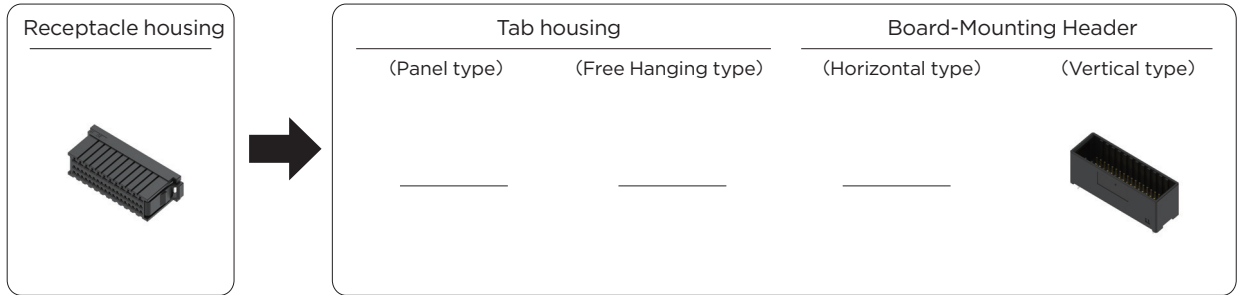 Receptacle housing
Tab housing
Board-Mounting Header
(Panel type)
(Free Hanging type)
(Horizontal type)
(Vertical type)